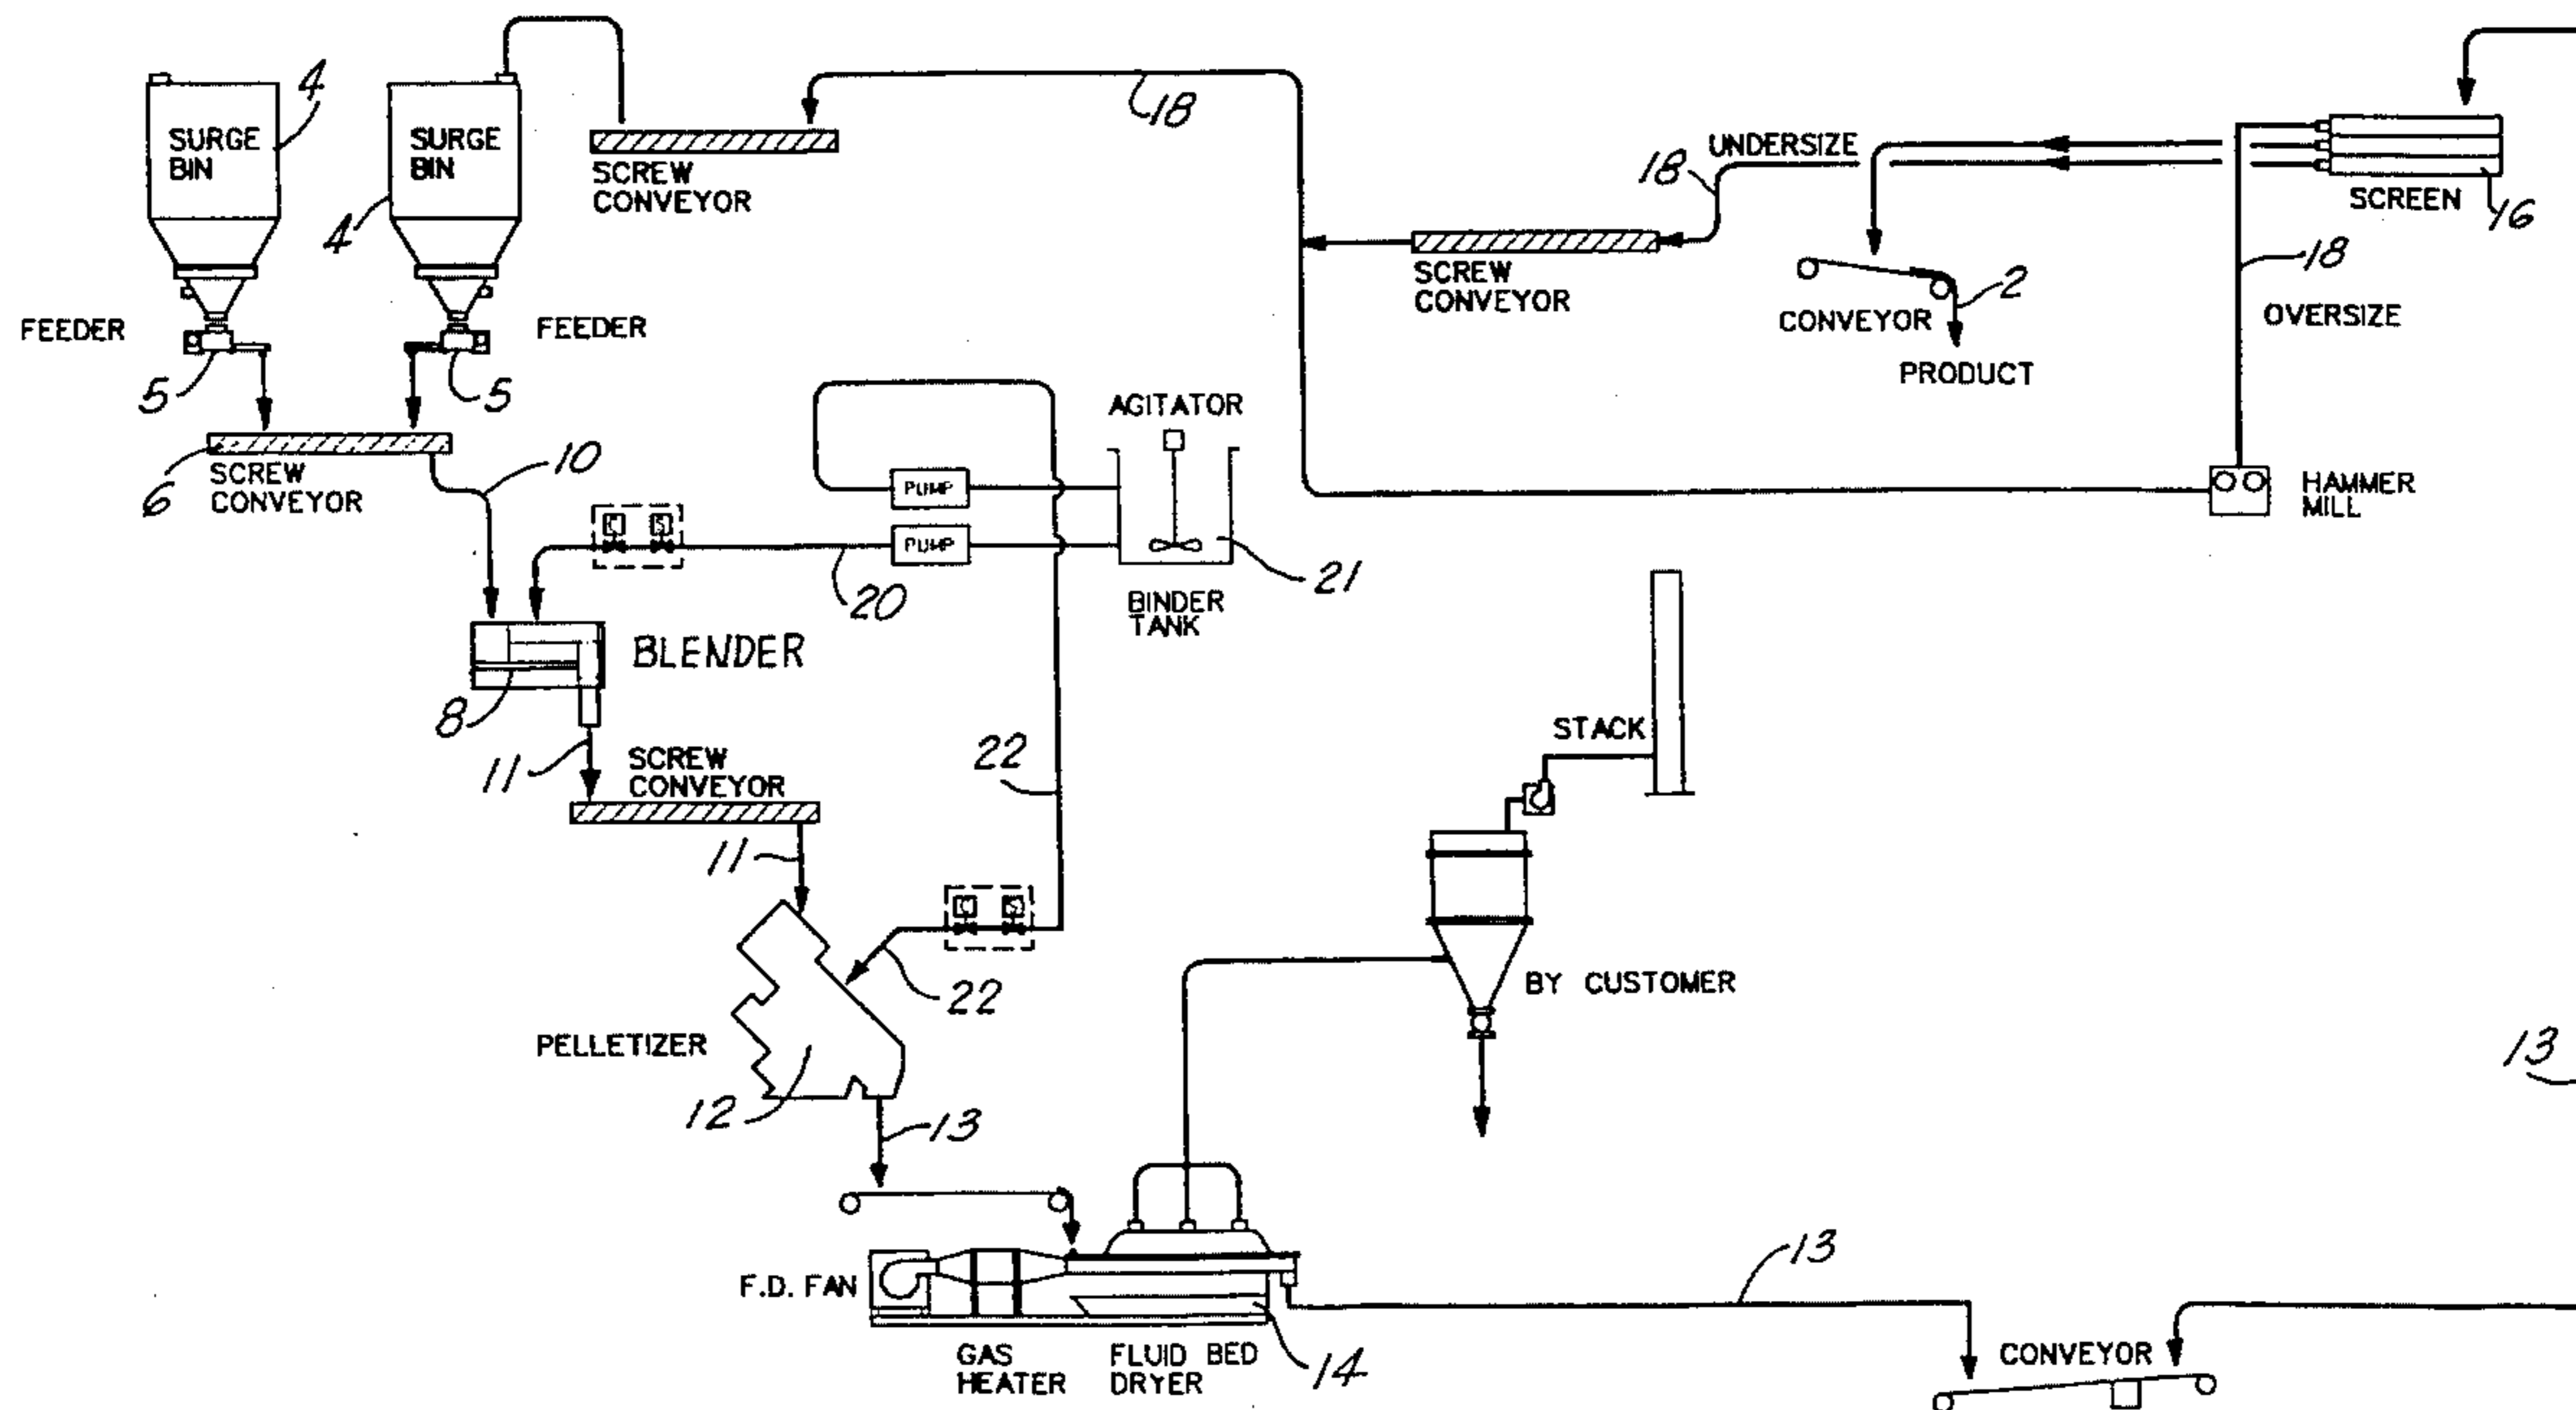 4
SURGE
BIN
SURGE
BIN
4
18
SCREW
CONVEYOR
UNDERSIZE
18
SCREEN
16
18
SCREW
CONVEYOR
2
CONVEYOR
PRODUCT
OVERSIZE
FEEDER
FEEDER
5
5
AGITATOR
6
SCREW
CONVEYOR
10
PUMP
PUMP
HAMMER
MILL
C
S
20
21
BINDER
TANK
BLENDER
8
11
SCREW
CONVEYOR
22
STACK
11
C
S
22
BY CUSTOMER
PELLETIZER
12
13
13
F.D. FAN
13
GAS
HEATER
FLUID BED
DRYER
14
CONVEYOR